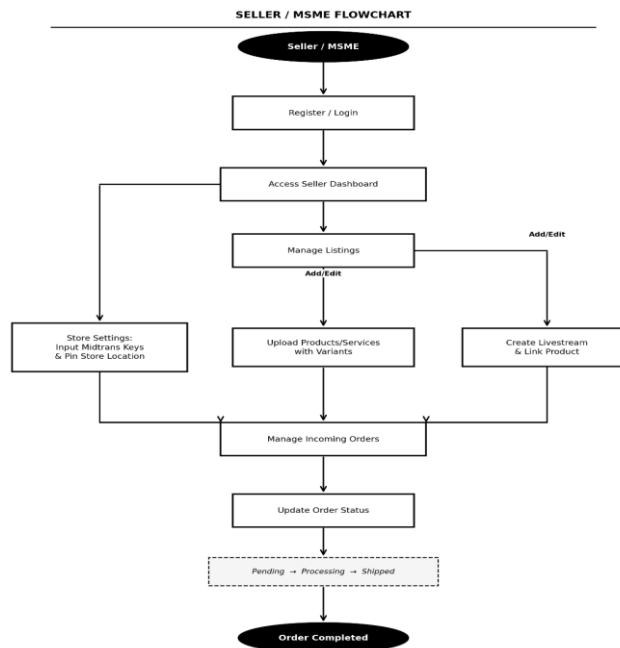 SELLER / MSME FLOWCHART
Seller / MSME
Register / Login
Access Seller Dashboard
Manage Listings
Add/Edit
Add/Edit
Store Settings:
Input Midtrans Keys
& Pin Store Location
Upload Products/Services
with Variants
Create Livestream
& Link Product
Manage Incoming Orders
Update Order Status
Pending → Processing → Shipped
Order Completed